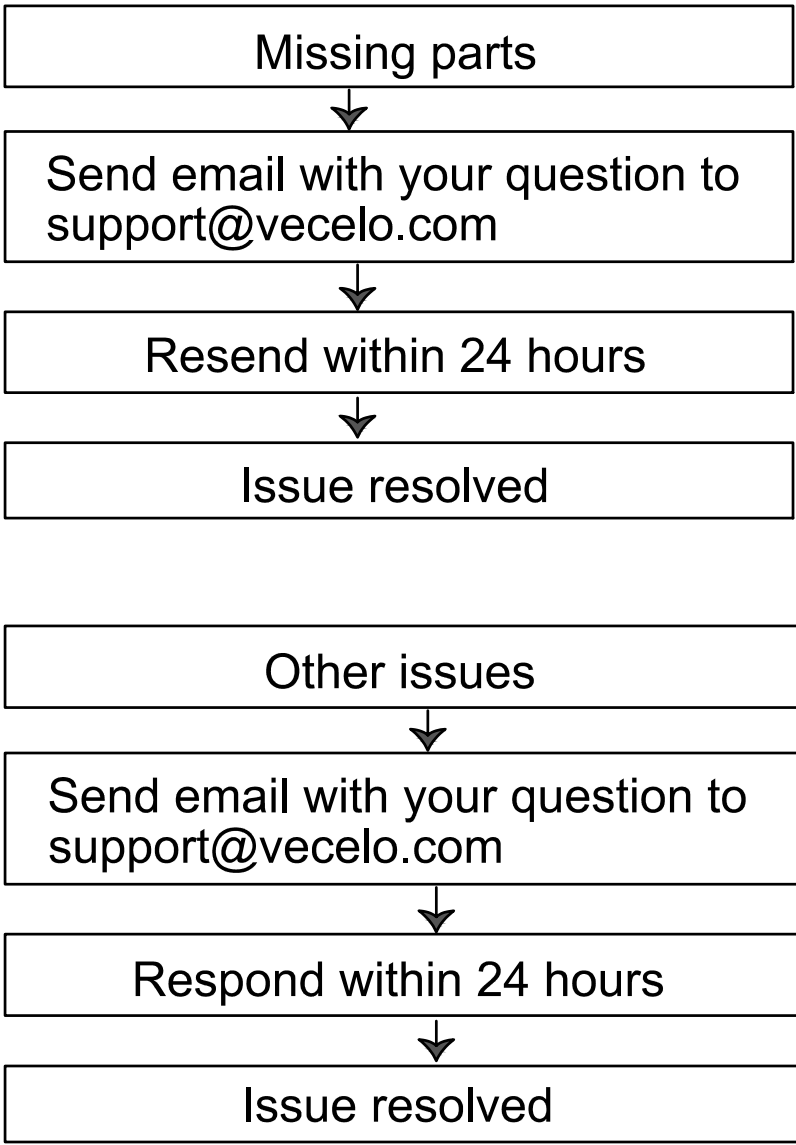 Missing parts
Send email with your question to
support@vecelo.com
Resend within 24 hours
Issue resolved
Other issues
Send email with your question to
support@vecelo.com
Respond within 24 hours
Issue resolved